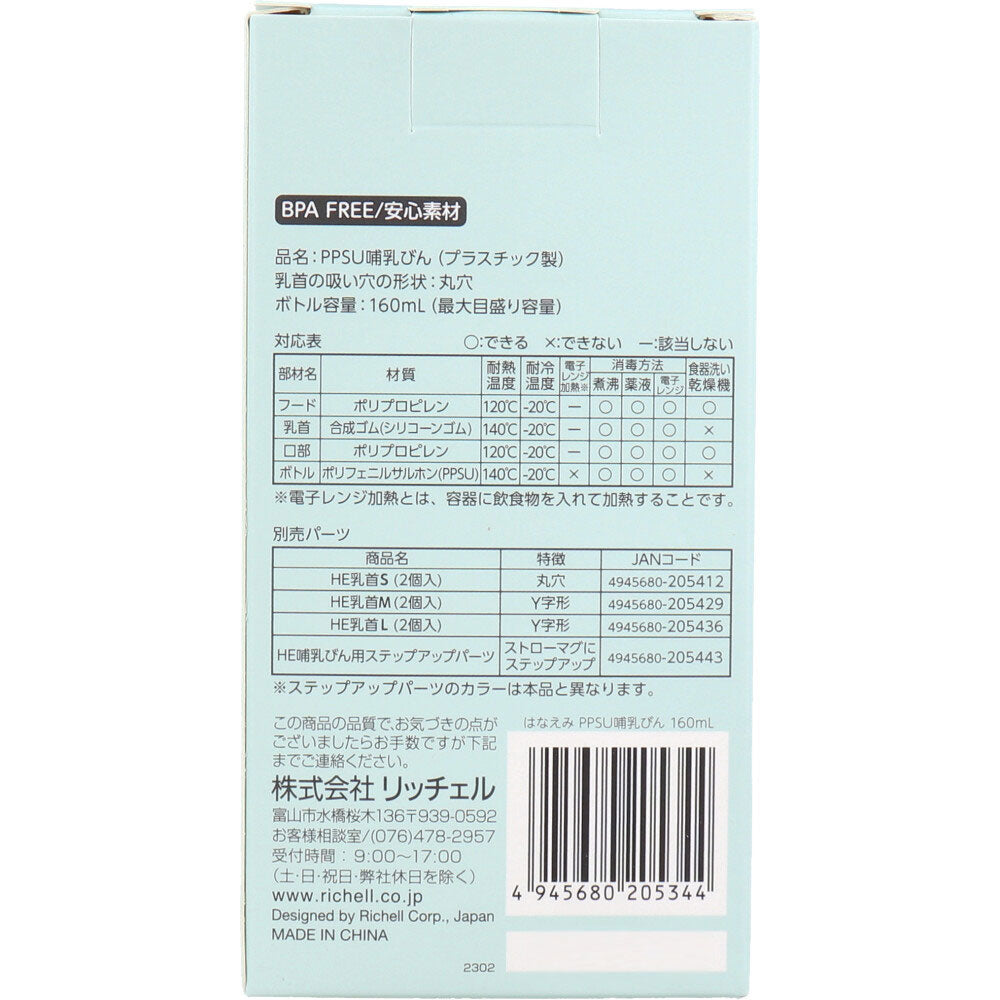 BPA FREE/安心素材
品名：PPSU哺乳びん（プラスチック製）
乳首の吸い穴の形状：丸穴
ボトル容量：160mL（最大目盛り容量）
対応表 ○:できる ×:できない ー:該当しない
部材名 材質 耐熱温度 耐冷温度 電子レンジ加熱※ 消毒方法 煮沸 薬液 電子レンジ 食器洗い乾燥機
フード ポリプロピレン 120℃ -20℃ ー ○ ○ ○ ○
乳首 合成ゴム(シリコーンゴム) 140℃ -20℃ ー ○ ○ ○ ×
口部 ポリプロピレン 120℃ -20℃ ー ○ ○ ○ ○
ボトル ポリフェニルサルホン(PPSU) 140℃ -20℃ × ○ ○ ○ ×
※電子レンジ加熱とは、容器に飲食物を入れて加熱することです。
別売パーツ
商品名 特徴 JANコード
HE乳首S (2個入) 丸穴 4945680-205412
HE乳首M (2個入) Y字形 4945680-205429
HE乳首L (2個入) Y字形 4945680-205436
HE哺乳びん用ステップアップパーツ ストローマグにステップアップ 4945680-205443
※ステップアップパーツのカラーは本品と異なります。
この商品の品質で、お気づきの点が
ございましたらお手数ですが下記
までご連絡ください。
株式会社 リッチェル
富山市水橋桜木136〒939-0592
お客様相談室/(076)478-2957
受付時間：9:00〜17:00
(土・日・祝日・弊社休日を除く)
www.richell.co.jp
Designed by Richell Corp., Japan
MADE IN CHINA
はなえみ PPSU哺乳びん 160mL
4 945680 205344
2302